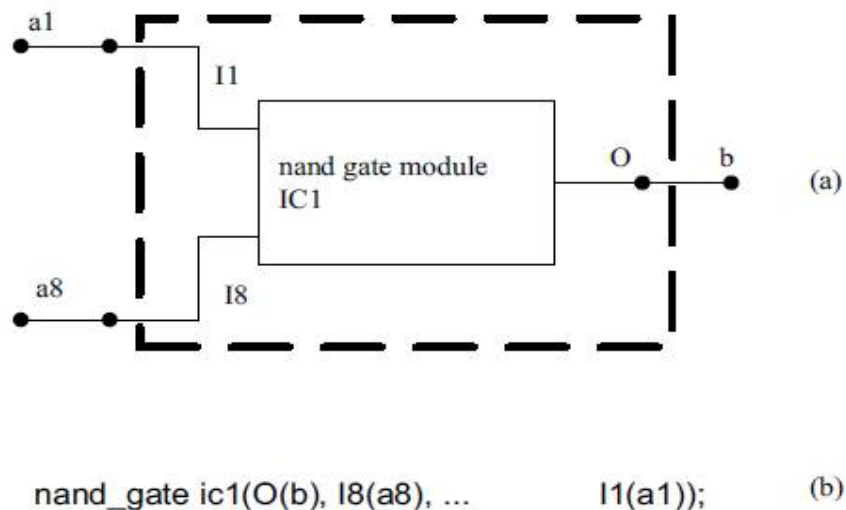 a1
I1
nand gate module
IC1
O
b
(a)
a8
I8
nand_gate ic1(O(b), I8(a8), ... I1(a1));
(b)